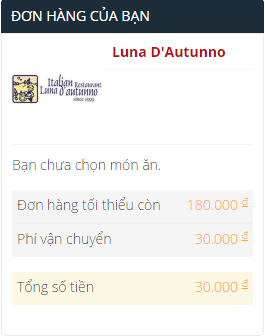 ĐƠN HÀNG CỦA BẠN
Luna D'Autunno
Italian Restaurant
Luna d'autunno
since 1999
Bạn chưa chọn món ăn.
Đơn hàng tối thiểu còn 180.000 đ
Phí vận chuyển 30.000 đ
Tổng số tiền 30.000 đ